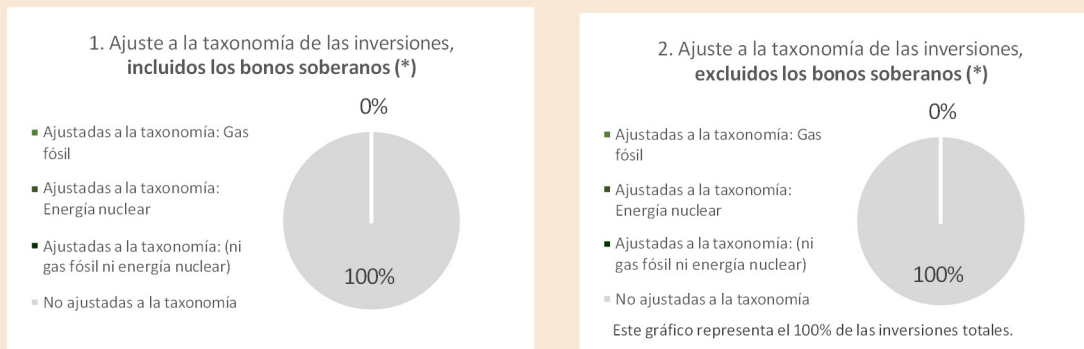 1. Ajuste a la taxonomía de las inversiones,
incluidos los bonos soberanos (*)
0%
Ajustadas a la taxonomía: Gas
fósil
Ajustadas a la taxonomía:
Energía nuclear
Ajustadas a la taxonomía: (ni
gas fósil ni energía nuclear)
No ajustadas a la taxonomía
100%
2. Ajuste a la taxonomía de las inversiones,
excluidos los bonos soberanos (*)
0%
Ajustadas a la taxonomía: Gas
fósil
Ajustadas a la taxonomía:
Energía nuclear
Ajustadas a la taxonomía: (ni
gas fósil ni energía nuclear)
No ajustadas a la taxonomía
100%
Este gráfico representa el 100% de las inversiones totales.